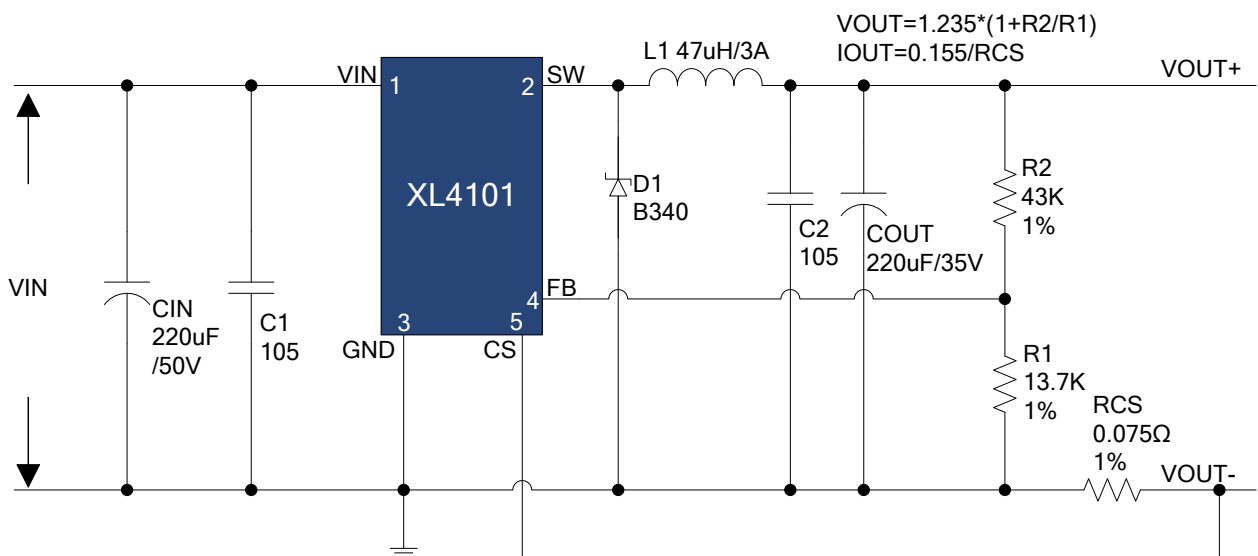 VOUT=1.235*(1+R2/R1)
IOUT=0.155/RCS
L1 47uH/3A
VOUT+
VIN
1
2
SW
XL4101
D1
B340
R2
43K
1%
C2
105
COUT
220uF/35V
VIN
CIN
220uF
/50V
C1
105
4
FB
3
5
GND
CS
R1
13.7K
1%
RCS
0.075Ω
1%
VOUT-